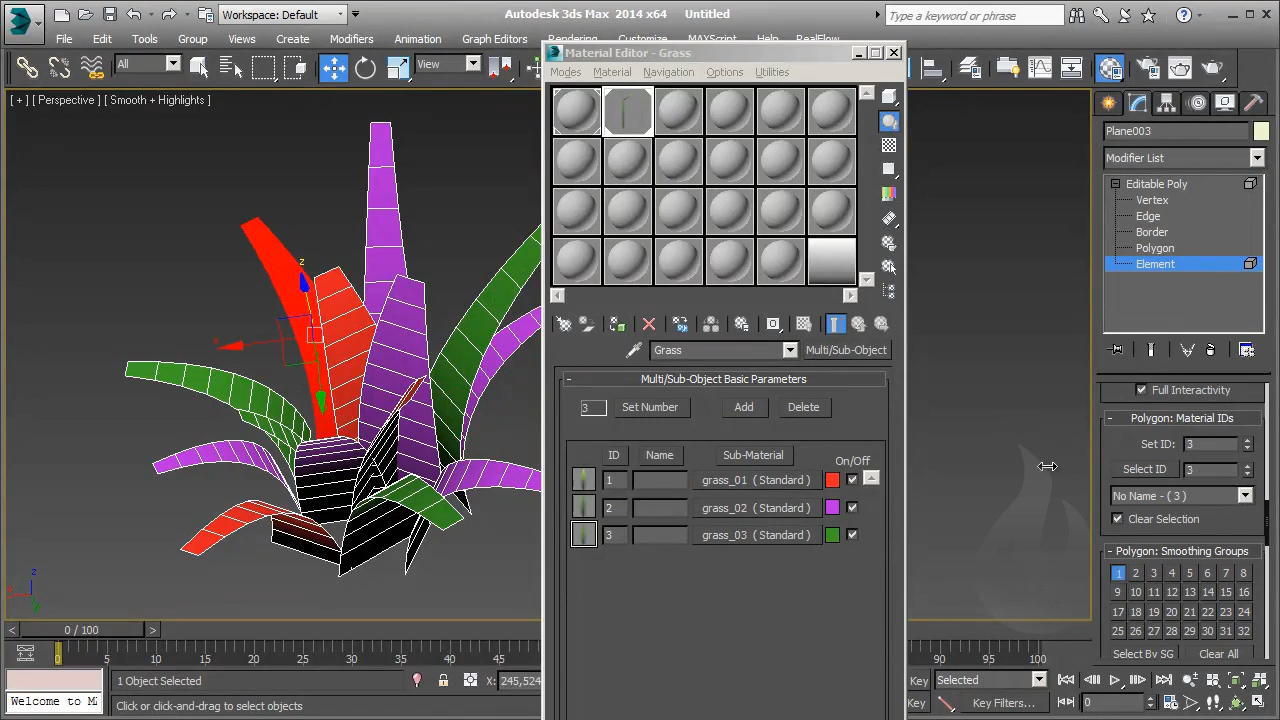 Workspace: Default
Autodesk 3ds Max 2014 x64 Untitled
Type a keyword or phrase
File Edit Tools Group Views Create Modifiers Animation Graph Editors Rendering Customize MAXScript Help RealFlow
All
View
[ + ] [ Perspective ] [ Smooth + Highlights ]
Material Editor - Grass
Modes Material Navigation Options Utilities
Grass
Multi/Sub-Object
- Multi/Sub-Object Basic Parameters
3 Set Number Add Delete
ID Name Sub-Material On/Off
1 grass_01 ( Standard )
2 grass_02 ( Standard )
3 grass_03 ( Standard )
Plane003
Modifier List
Editable Poly
Vertex
Edge
Border
Polygon
Element
Full Interactivity
- Polygon: Material IDs
Set ID: 3
Select ID 3
No Name - ( 3 )
Clear Selection
- Polygon: Smoothing Groups
1 2 3 4 5 6 7 8
9 10 11 12 13 14 15 16
17 18 19 20 21 22 23 24
25 26 27 28 29 30 31 32
Select By SG Clear All
z
z
x
y
< 0 / 100 >
0 5 10 15 20 25 30 35 40 45 90 95 100
1 Object Selected
X: 245,524
Key Selected
Welcome to MA
Click or click-and-drag to select objects
Key Filters...
0